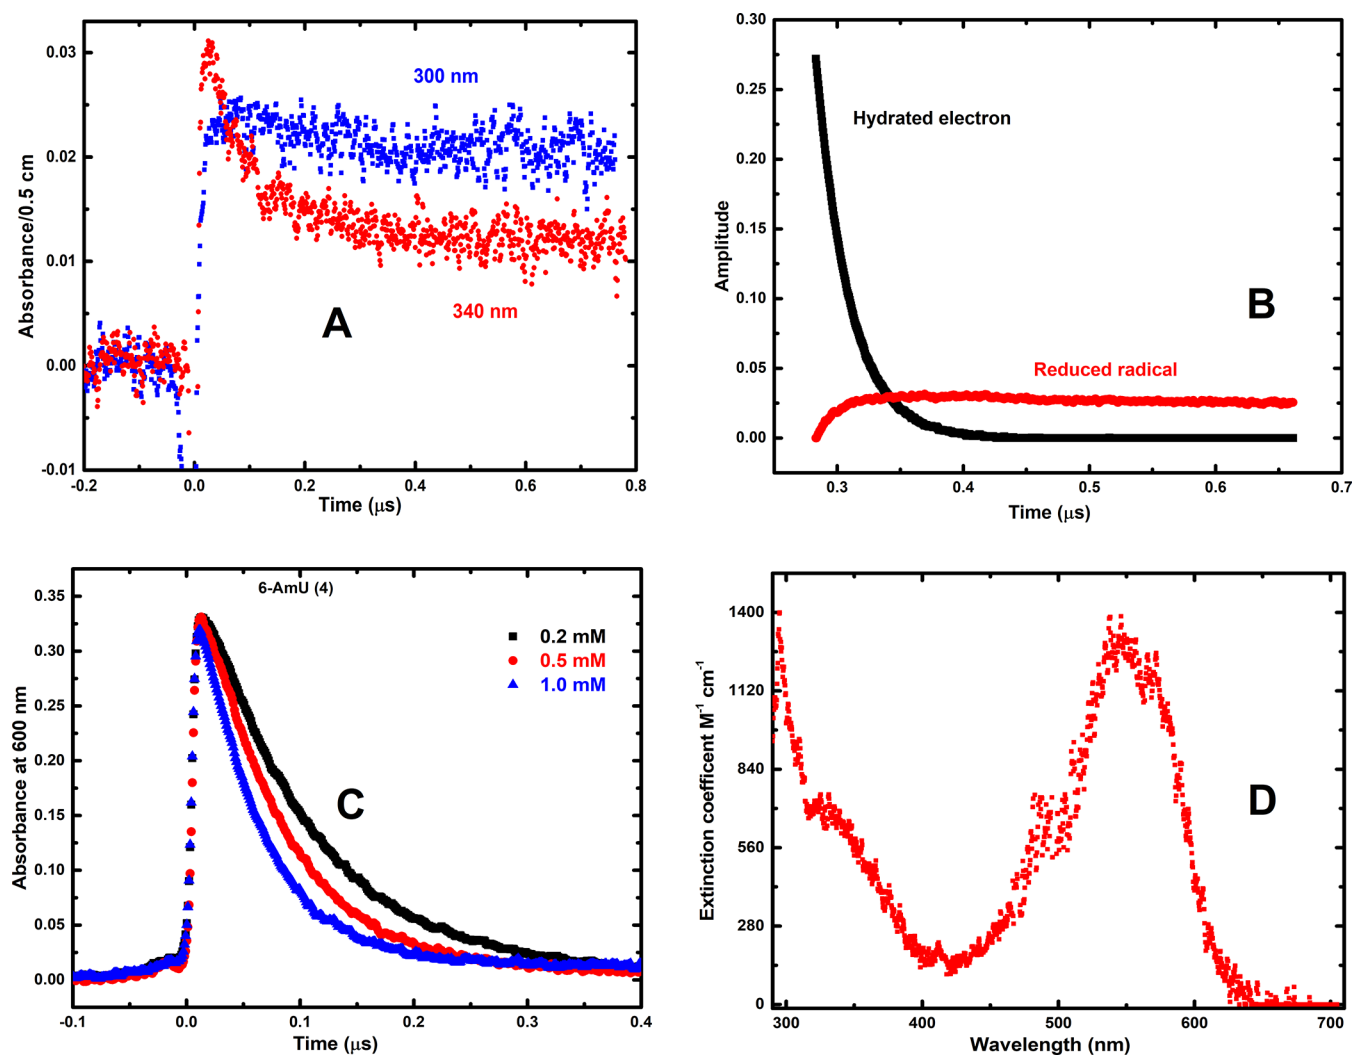 0.03
0.02
0.01
0.00
-0.01
-0.2
0.0
0.2
0.4
0.6
0.8
Absorbance/0.5 cm
Time (μs)
300 nm
340 nm
A
0.30
0.25
0.20
0.15
0.10
0.05
0.00
0.3
0.4
0.5
0.6
0.7
Amplitude
Time (μs)
Hydrated electron
Reduced radical
B
6-AmU (4)
0.35
0.30
0.25
0.20
0.15
0.10
0.05
0.00
-0.1
0.0
0.1
0.2
0.3
0.4
Absorbance at 600 nm
Time (μs)
0.2 mM
0.5 mM
1.0 mM
C
1400
1120
840
560
280
0
300
400
500
600
700
Extinction coefficent M⁻¹ cm⁻¹
Wavelength (nm)
D